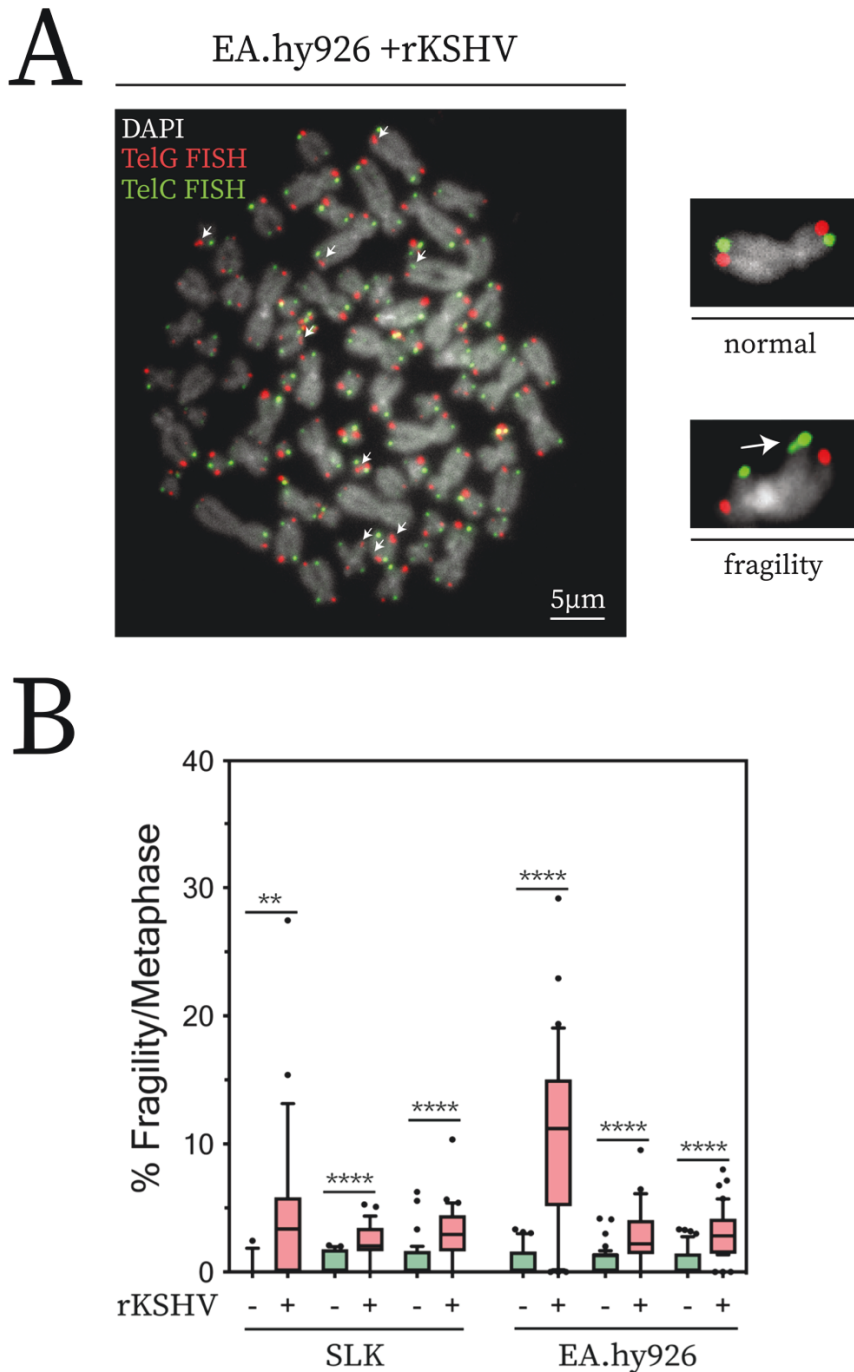 A
EA.hy926 +rKSHV
DAPI
TelG FISH
TelC FISH
5μm
normal
fragility
B
% Fragility/Metaphase
40
30
20
10
0
**
****
****
****
****
****
rKSHV - + - + - + - + - + - +
SLK EA.hy926